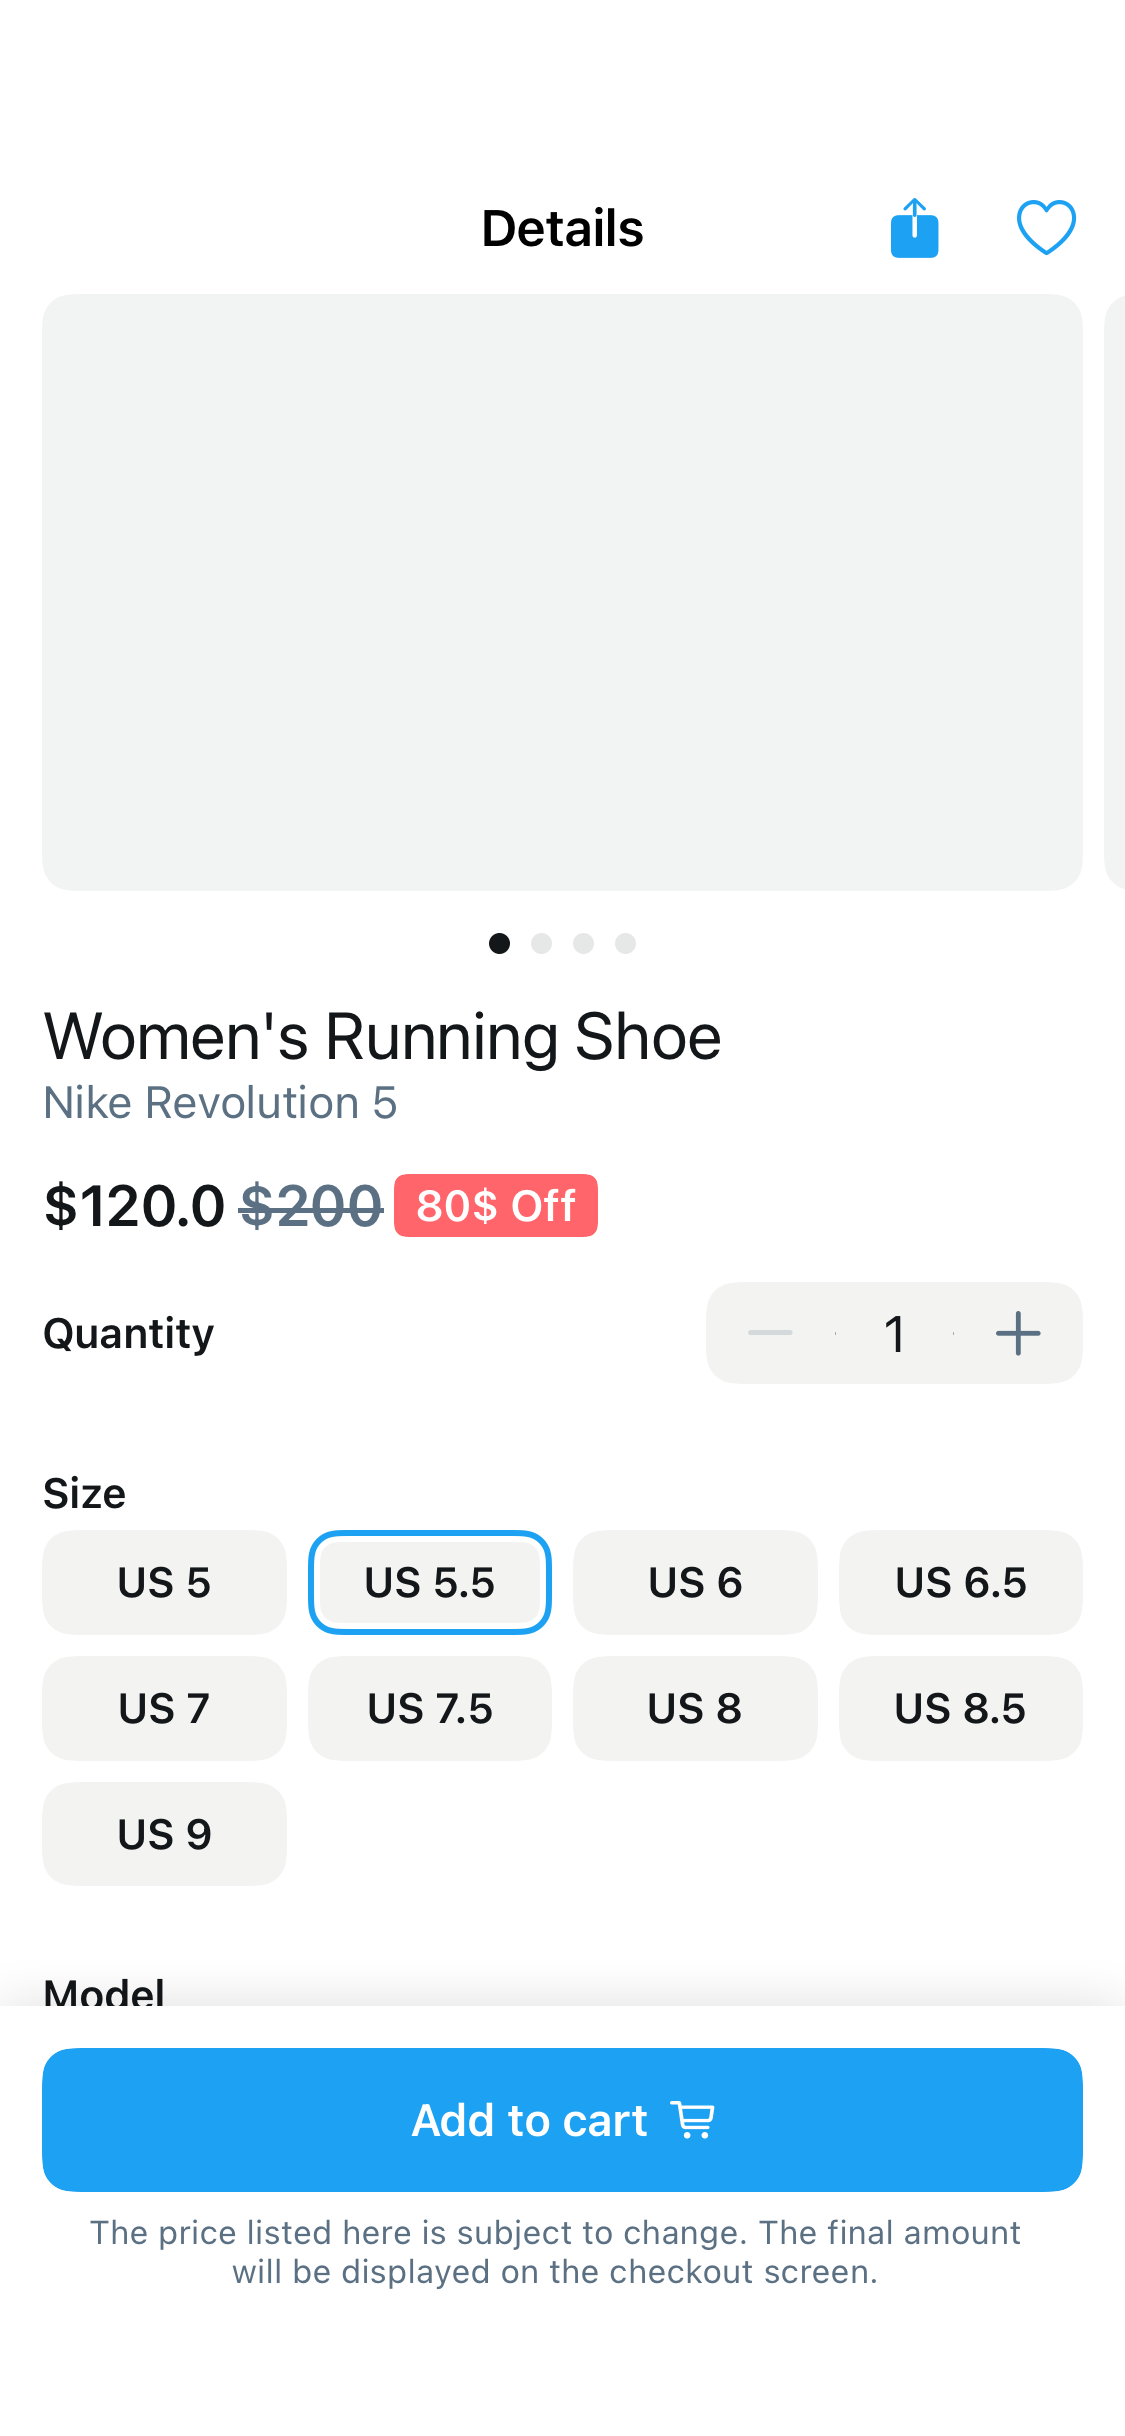 Details
Women's Running Shoe
Nike Revolution 5
$120.0 $200 80$ Off
Quantity 1
Size
US 5 US 5.5 US 6 US 6.5
US 7 US 7.5 US 8 US 8.5
US 9
Model
Add to cart
The price listed here is subject to change. The final amount
will be displayed on the checkout screen.